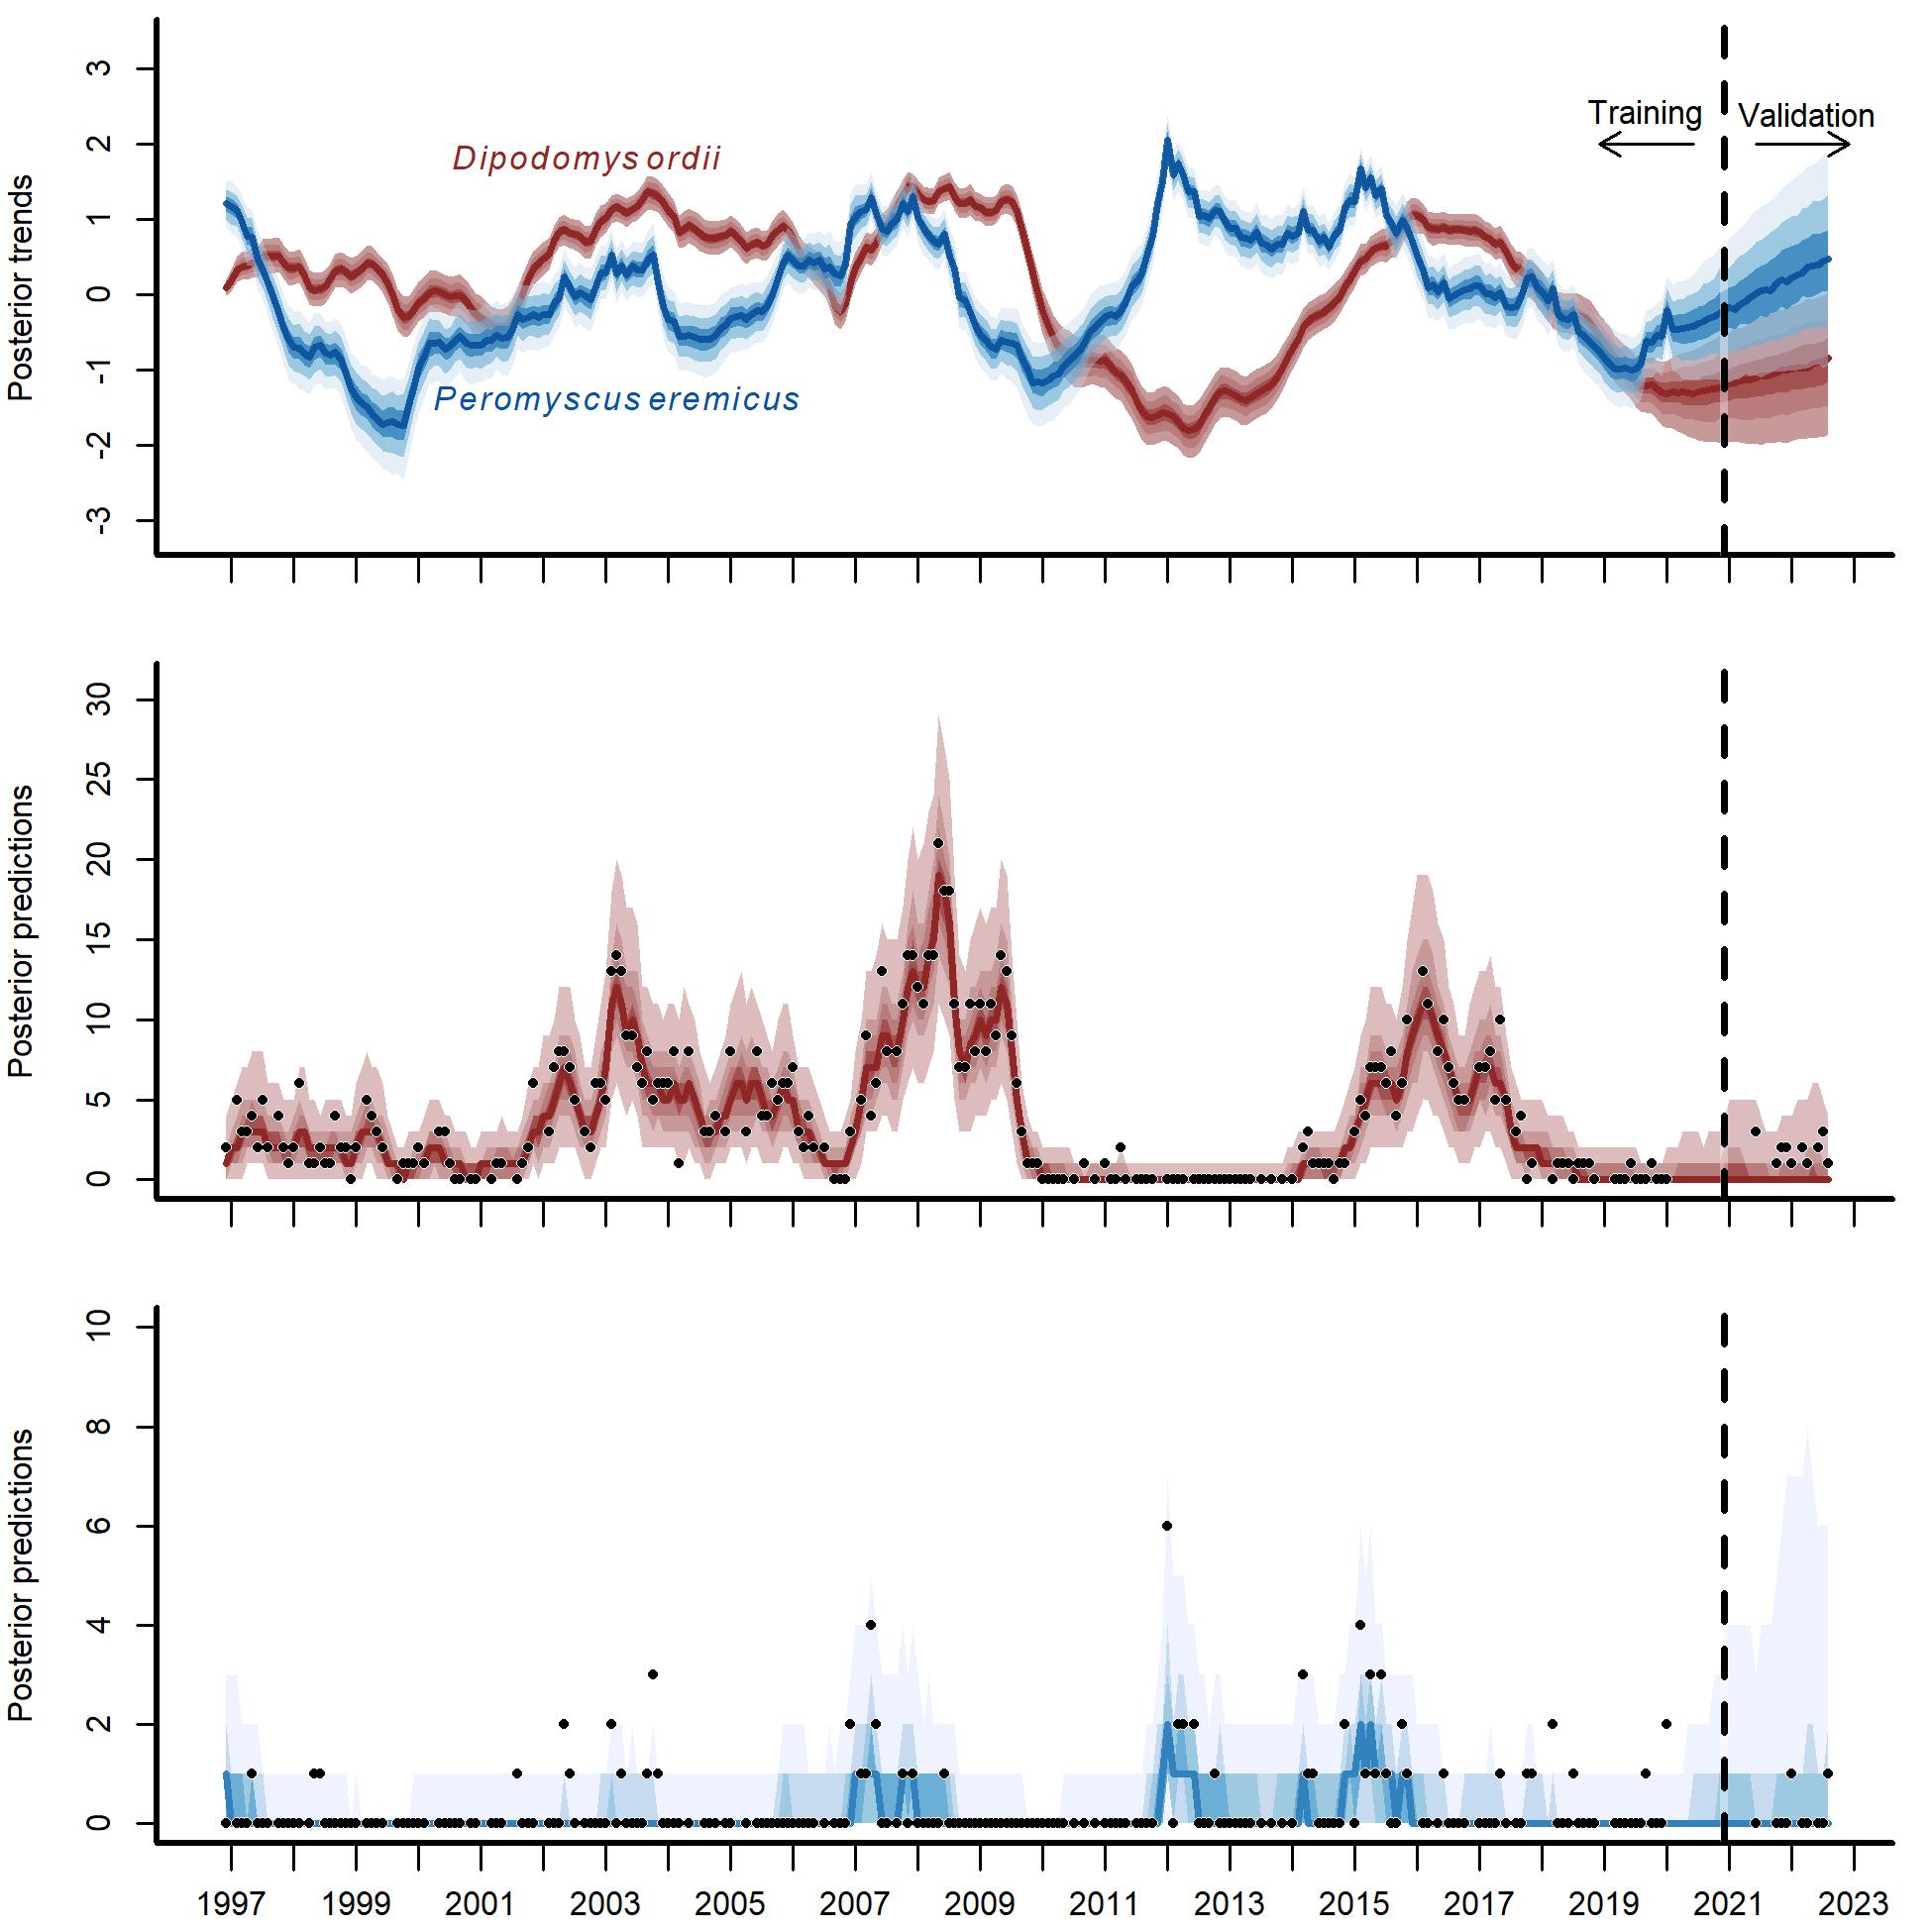 Posterior trends
3
2
1
0
-1
-2
-3
Dipodomys ordii
Peromyscus eremicus
Training
Validation
Posterior predictions
30
25
20
15
10
5
0
Posterior predictions
10
8
6
4
2
0
1997 1999 2001 2003 2005 2007 2009 2011 2013 2015 2017 2019 2021 2023